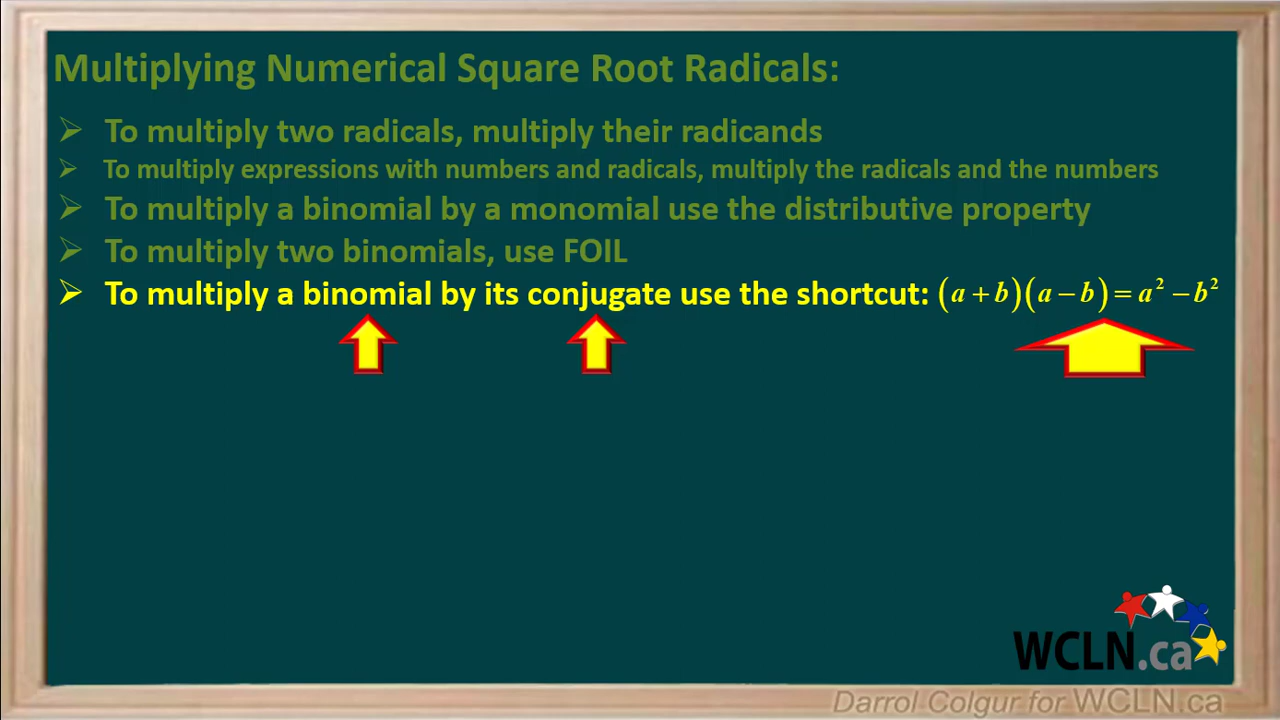 Multiplying Numerical Square Root Radicals:
➢ To multiply two radicals, multiply their radicands
➢ To multiply expressions with numbers and radicals, multiply the radicals and the numbers
➢ To multiply a binomial by a monomial use the distributive property
➢ To multiply two binomials, use FOIL
➢ To multiply a binomial by its conjugate use the shortcut: (a + b)(a − b) = a² − b²
WCLN.ca
Darrol Colgur for WCLN.ca